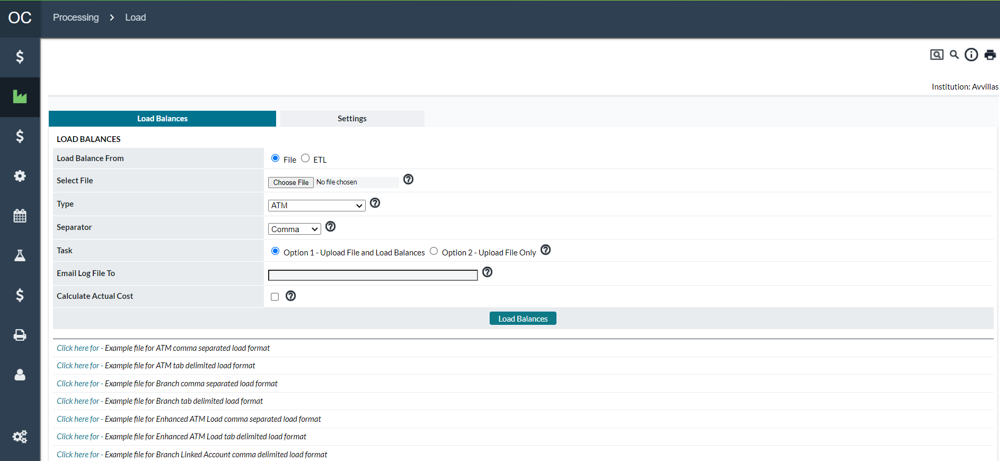 OC
Processing > Load
Institution: Avvillas
Load Balances Settings
LOAD BALANCES
Load Balance From File ETL
Select File Choose File No file chosen
Type ATM
Separator Comma
Task Option 1 - Upload File and Load Balances Option 2 - Upload File Only
Email Log File To
Calculate Actual Cost
Load Balances
Click here for - Example file for ATM comma separated load format
Click here for - Example file for ATM tab delimited load format
Click here for - Example file for Branch comma separated load format
Click here for - Example file for Branch tab delimited load format
Click here for - Example file for Enhanced ATM Load comma separated load format
Click here for - Example file for Enhanced ATM Load tab delimited load format
Click here for - Example file for Branch Linked Account comma delimited load format